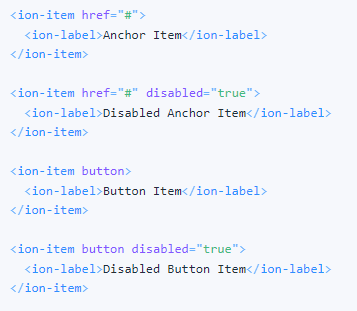 <ion-item href="#">
  <ion-label>Anchor Item</ion-label>
</ion-item>

<ion-item href="#" disabled="true">
  <ion-label>Disabled Anchor Item</ion-label>
</ion-item>

<ion-item button>
  <ion-label>Button Item</ion-label>
</ion-item>

<ion-item button disabled="true">
  <ion-label>Disabled Button Item</ion-label>
</ion-item>